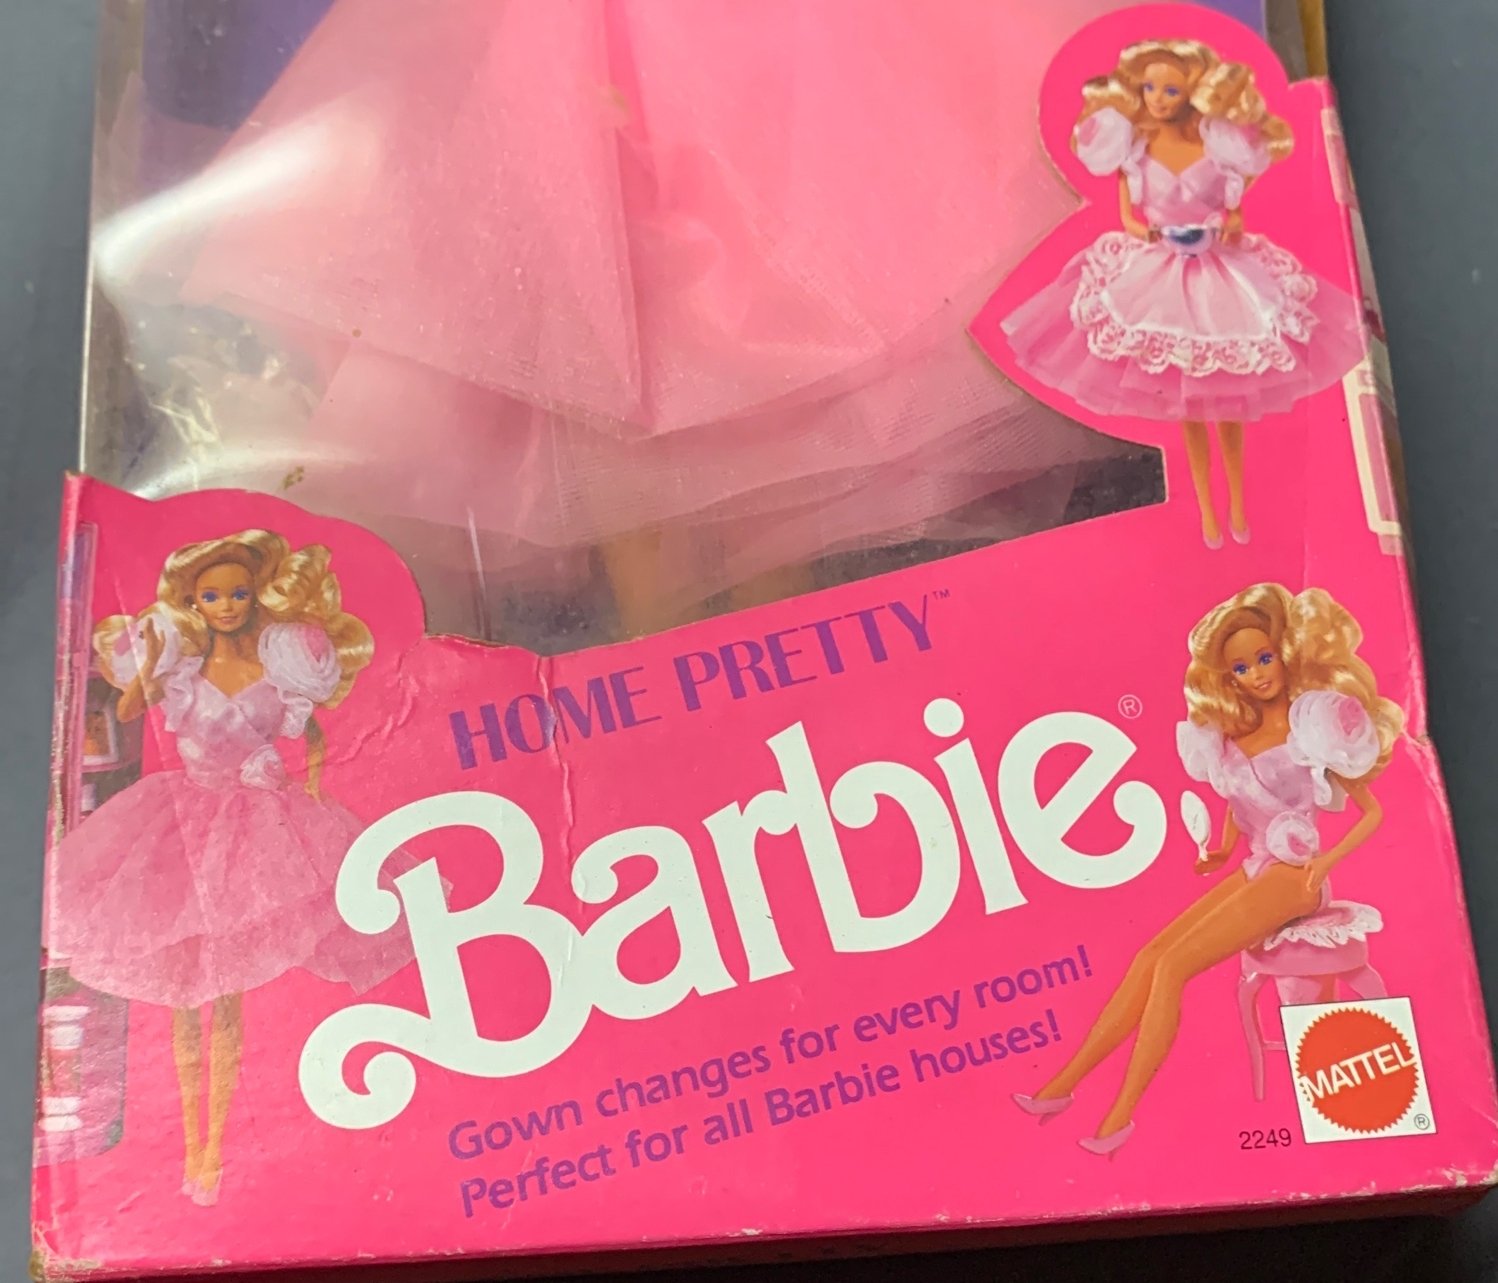 HOME PRETTY™
Barbie®
Gown changes for every room!
Perfect for all Barbie houses!
2249
MATTEL
®